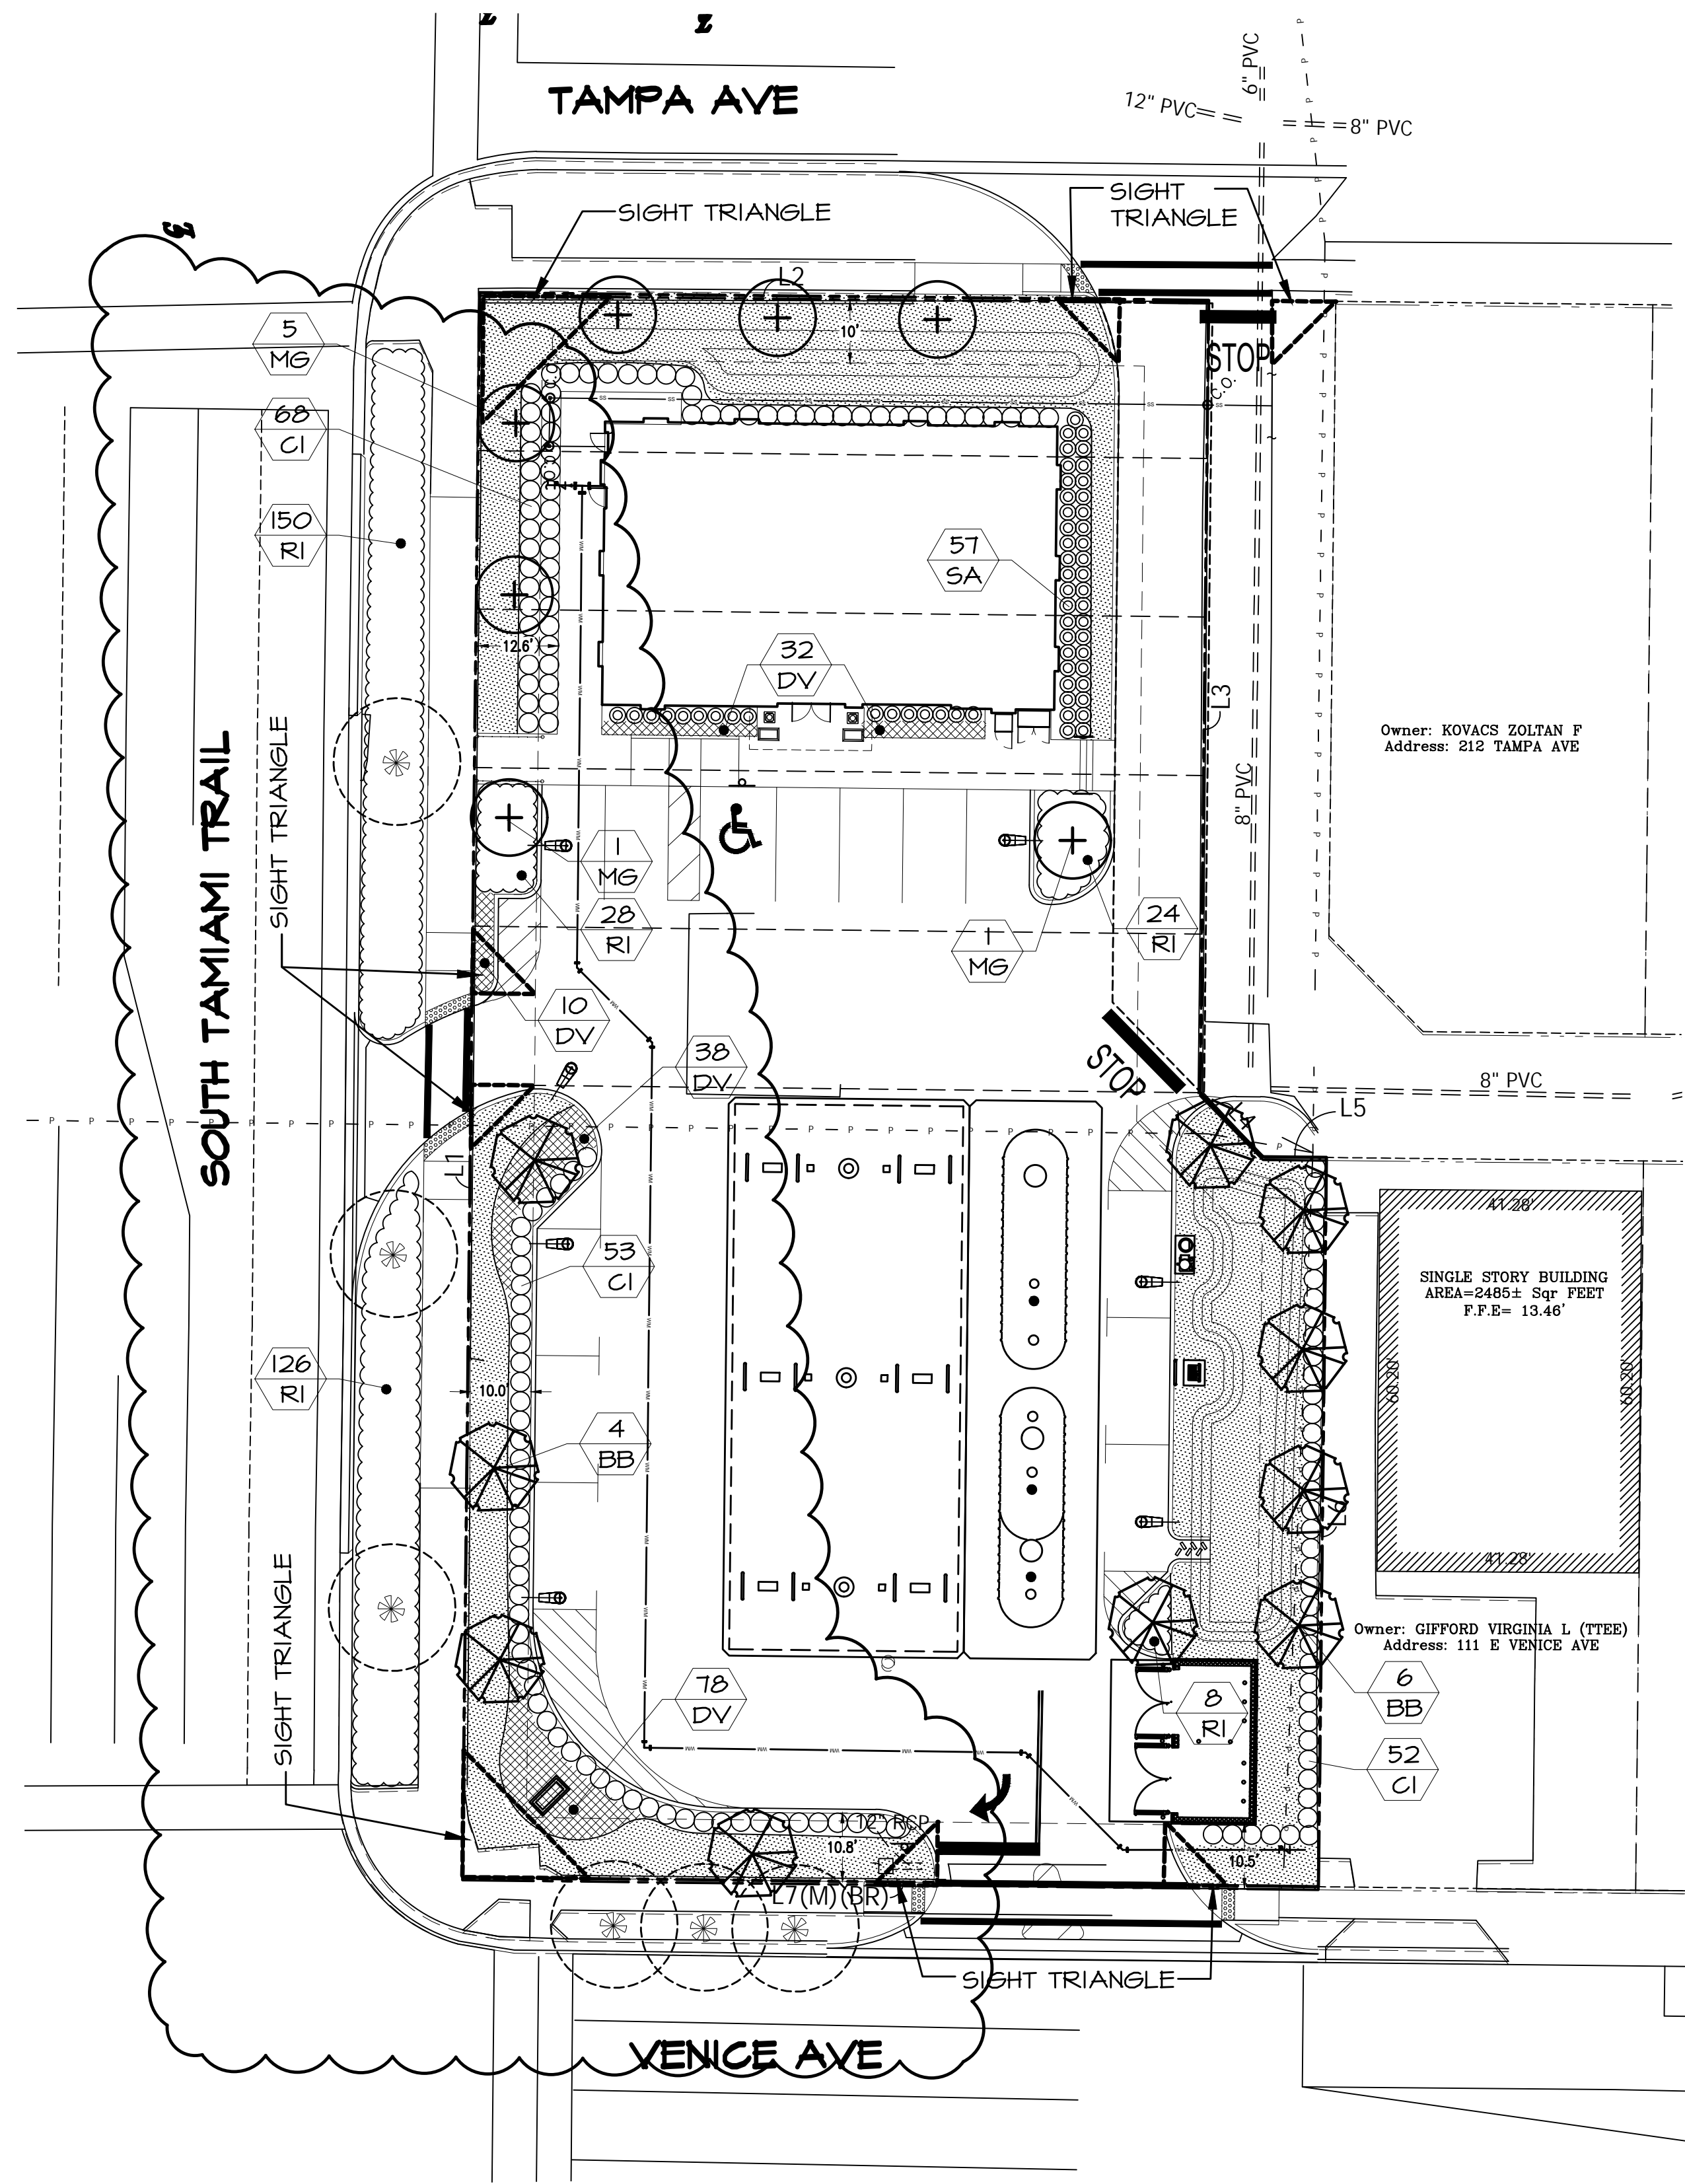 TAMPA AVE
6" PVC
12" PVC
8" PVC
SIGHT TRIANGLE
SIGHT
TRIANGLE
L2
10'
5
MG
STOP
C.O.
68
CI
150
RI
57
SA
12.6'
32
DV
L3
Owner: KOVACS ZOLTAN F
Address: 212 TAMPA AVE
SOUTH TAMIAMI TRAIL
SIGHT TRIANGLE
8" PVC
1
MG
28
RI
24
RI
1
MG
10
DV
38
DV
STOP
8" PVC
L4
L5
L1
41.28'
53
CI
SINGLE STORY BUILDING
AREA=2485± Sqr FEET
F.F.E= 13.46'
126
RI
10.0'
60.20'
60.20'
4
BB
L6
41.28'
SIGHT TRIANGLE
Owner: GIFFORD VIRGINIA L (TTEE)
Address: 111 E VENICE AVE
78
DV
8
RI
6
BB
52
CI
12" RCP
10.8'
10.5'
L7(M)(BR)
SIGHT TRIANGLE
VENICE AVE